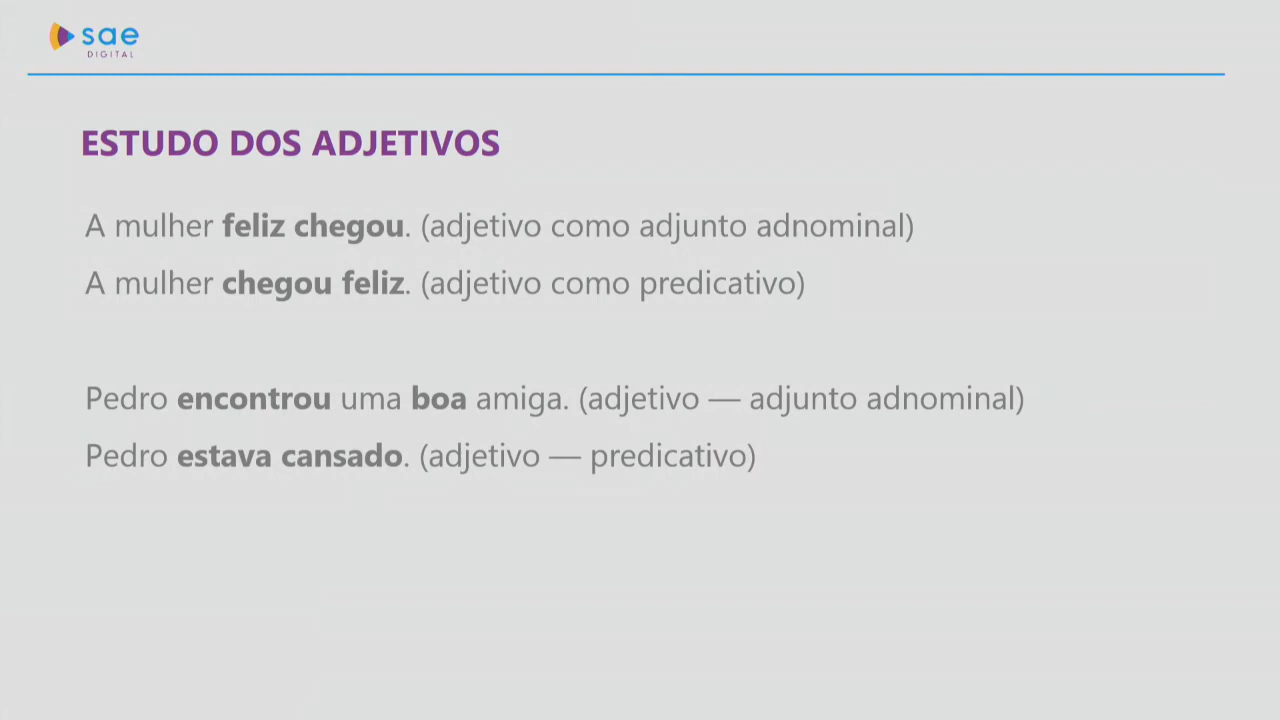 sae
DIGITAL
ESTUDO DOS ADJETIVOS
A mulher feliz chegou. (adjetivo como adjunto adnominal)
A mulher chegou feliz. (adjetivo como predicativo)
Pedro encontrou uma boa amiga. (adjetivo — adjunto adnominal)
Pedro estava cansado. (adjetivo — predicativo)